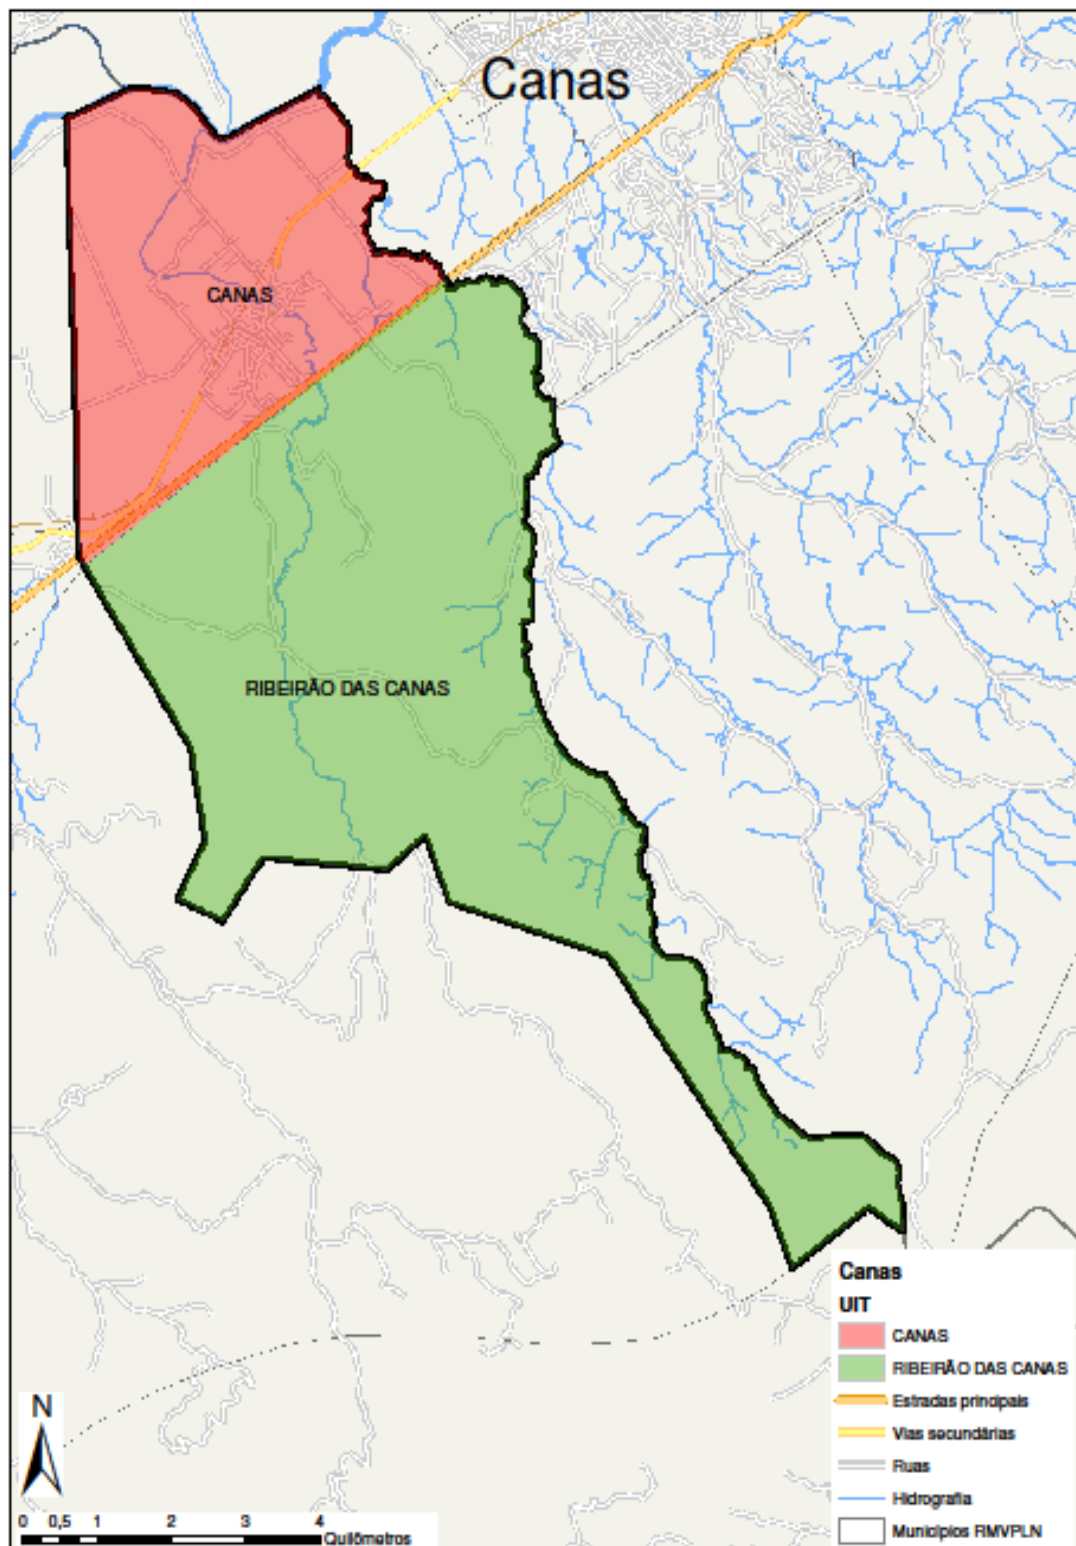 Canas
CANAS
RIBEIRÃO DAS CANAS
Canas
UIT
CANAS
RIBEIRÃO DAS CANAS
Estradas principais
Vias secundárias
Ruas
Hidrografia
Municípios RMVPLN
N
0 0,5 1 2 3 4
Quilômetros